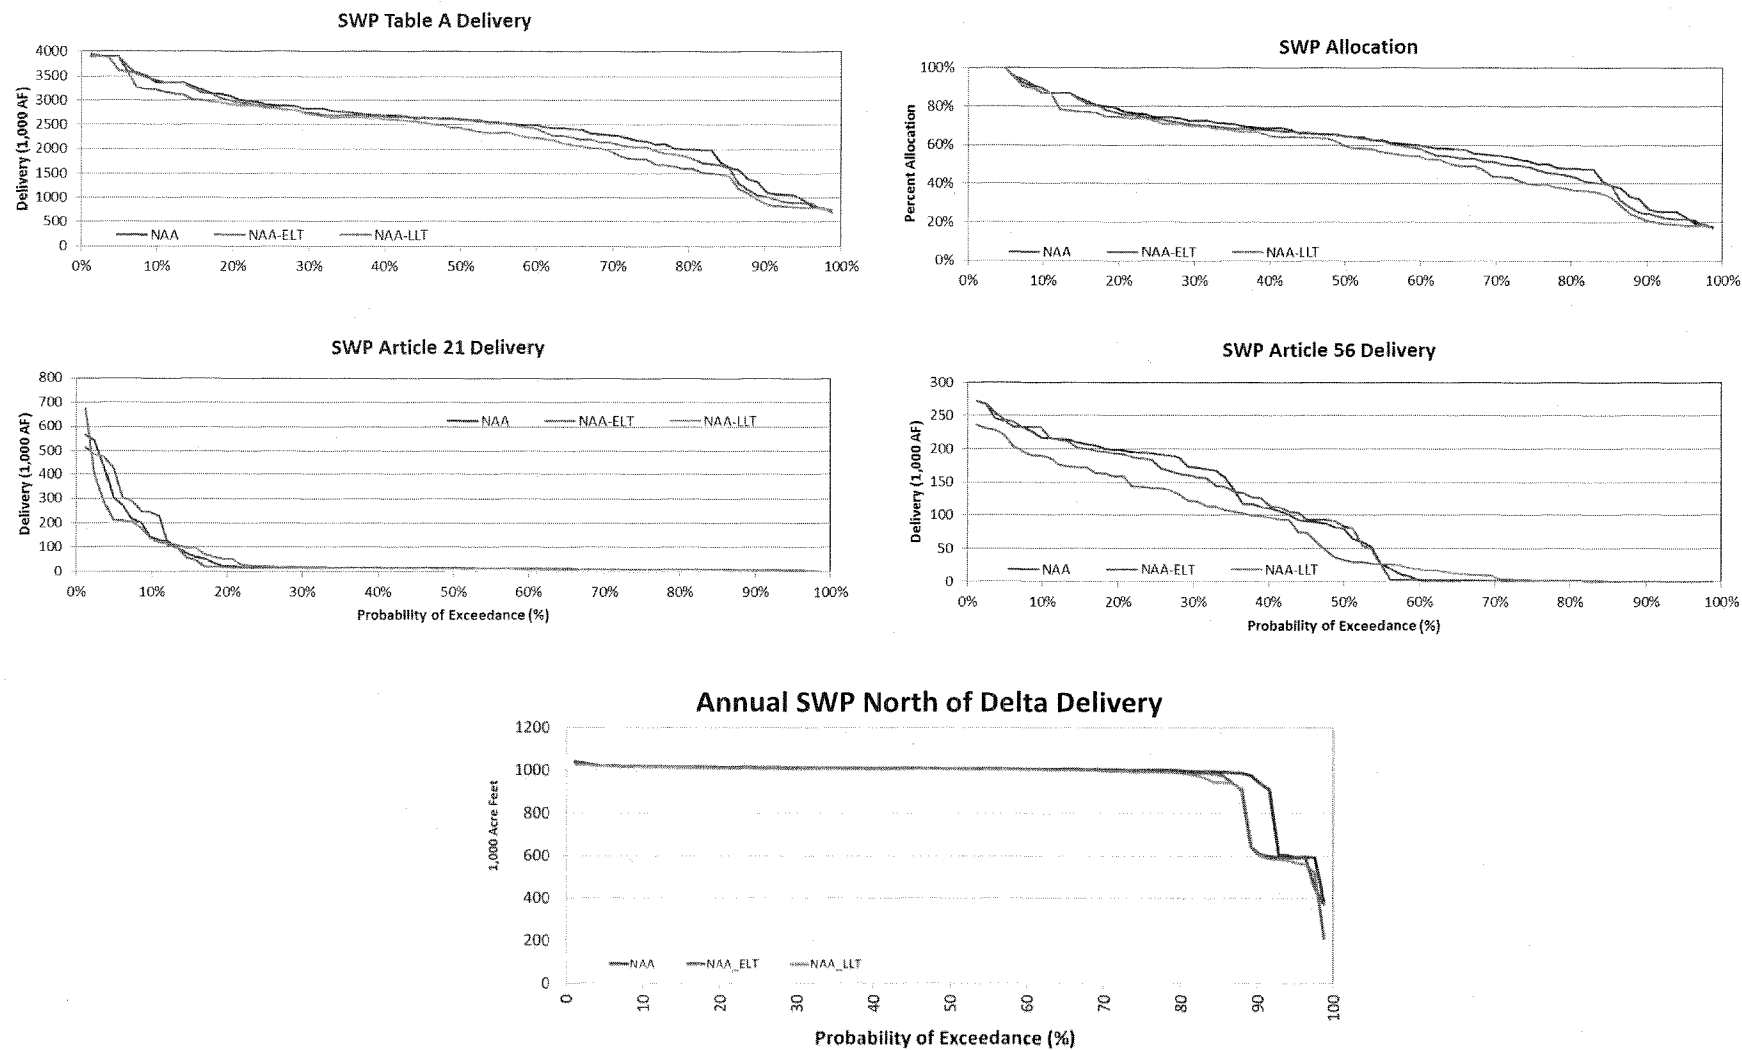 SWP Table A Delivery
Delivery (1,000 AF)
4000
3500
3000
2500
2000
1500
1000
500
0
NAA NAA-ELT NAA-LLT
0% 10% 20% 30% 40% 50% 60% 70% 80% 90% 100%
SWP Allocation
Percent Allocation
100%
80%
60%
40%
20%
0%
NAA NAA-ELT NAA-LLT
0% 10% 20% 30% 40% 50% 60% 70% 80% 90% 100%
SWP Article 21 Delivery
Delivery (1,000 AF)
800
700
600
500
400
300
200
100
0
NAA NAA-ELT NAA-LLT
0% 10% 20% 30% 40% 50% 60% 70% 80% 90% 100%
Probability of Exceedance (%)
SWP Article 56 Delivery
Delivery (1,000 AF)
300
250
200
150
100
50
0
NAA NAA-ELT NAA-LLT
0% 10% 20% 30% 40% 50% 60% 70% 80% 90% 100%
Probability of Exceedance (%)
Annual SWP North of Delta Delivery
1,000 Acre Feet
1200
1000
800
600
400
200
0
NAA NAA_ELT NAA_LLT
0 10 20 30 40 50 60 70 80 90 100
Probability of Exceedance (%)